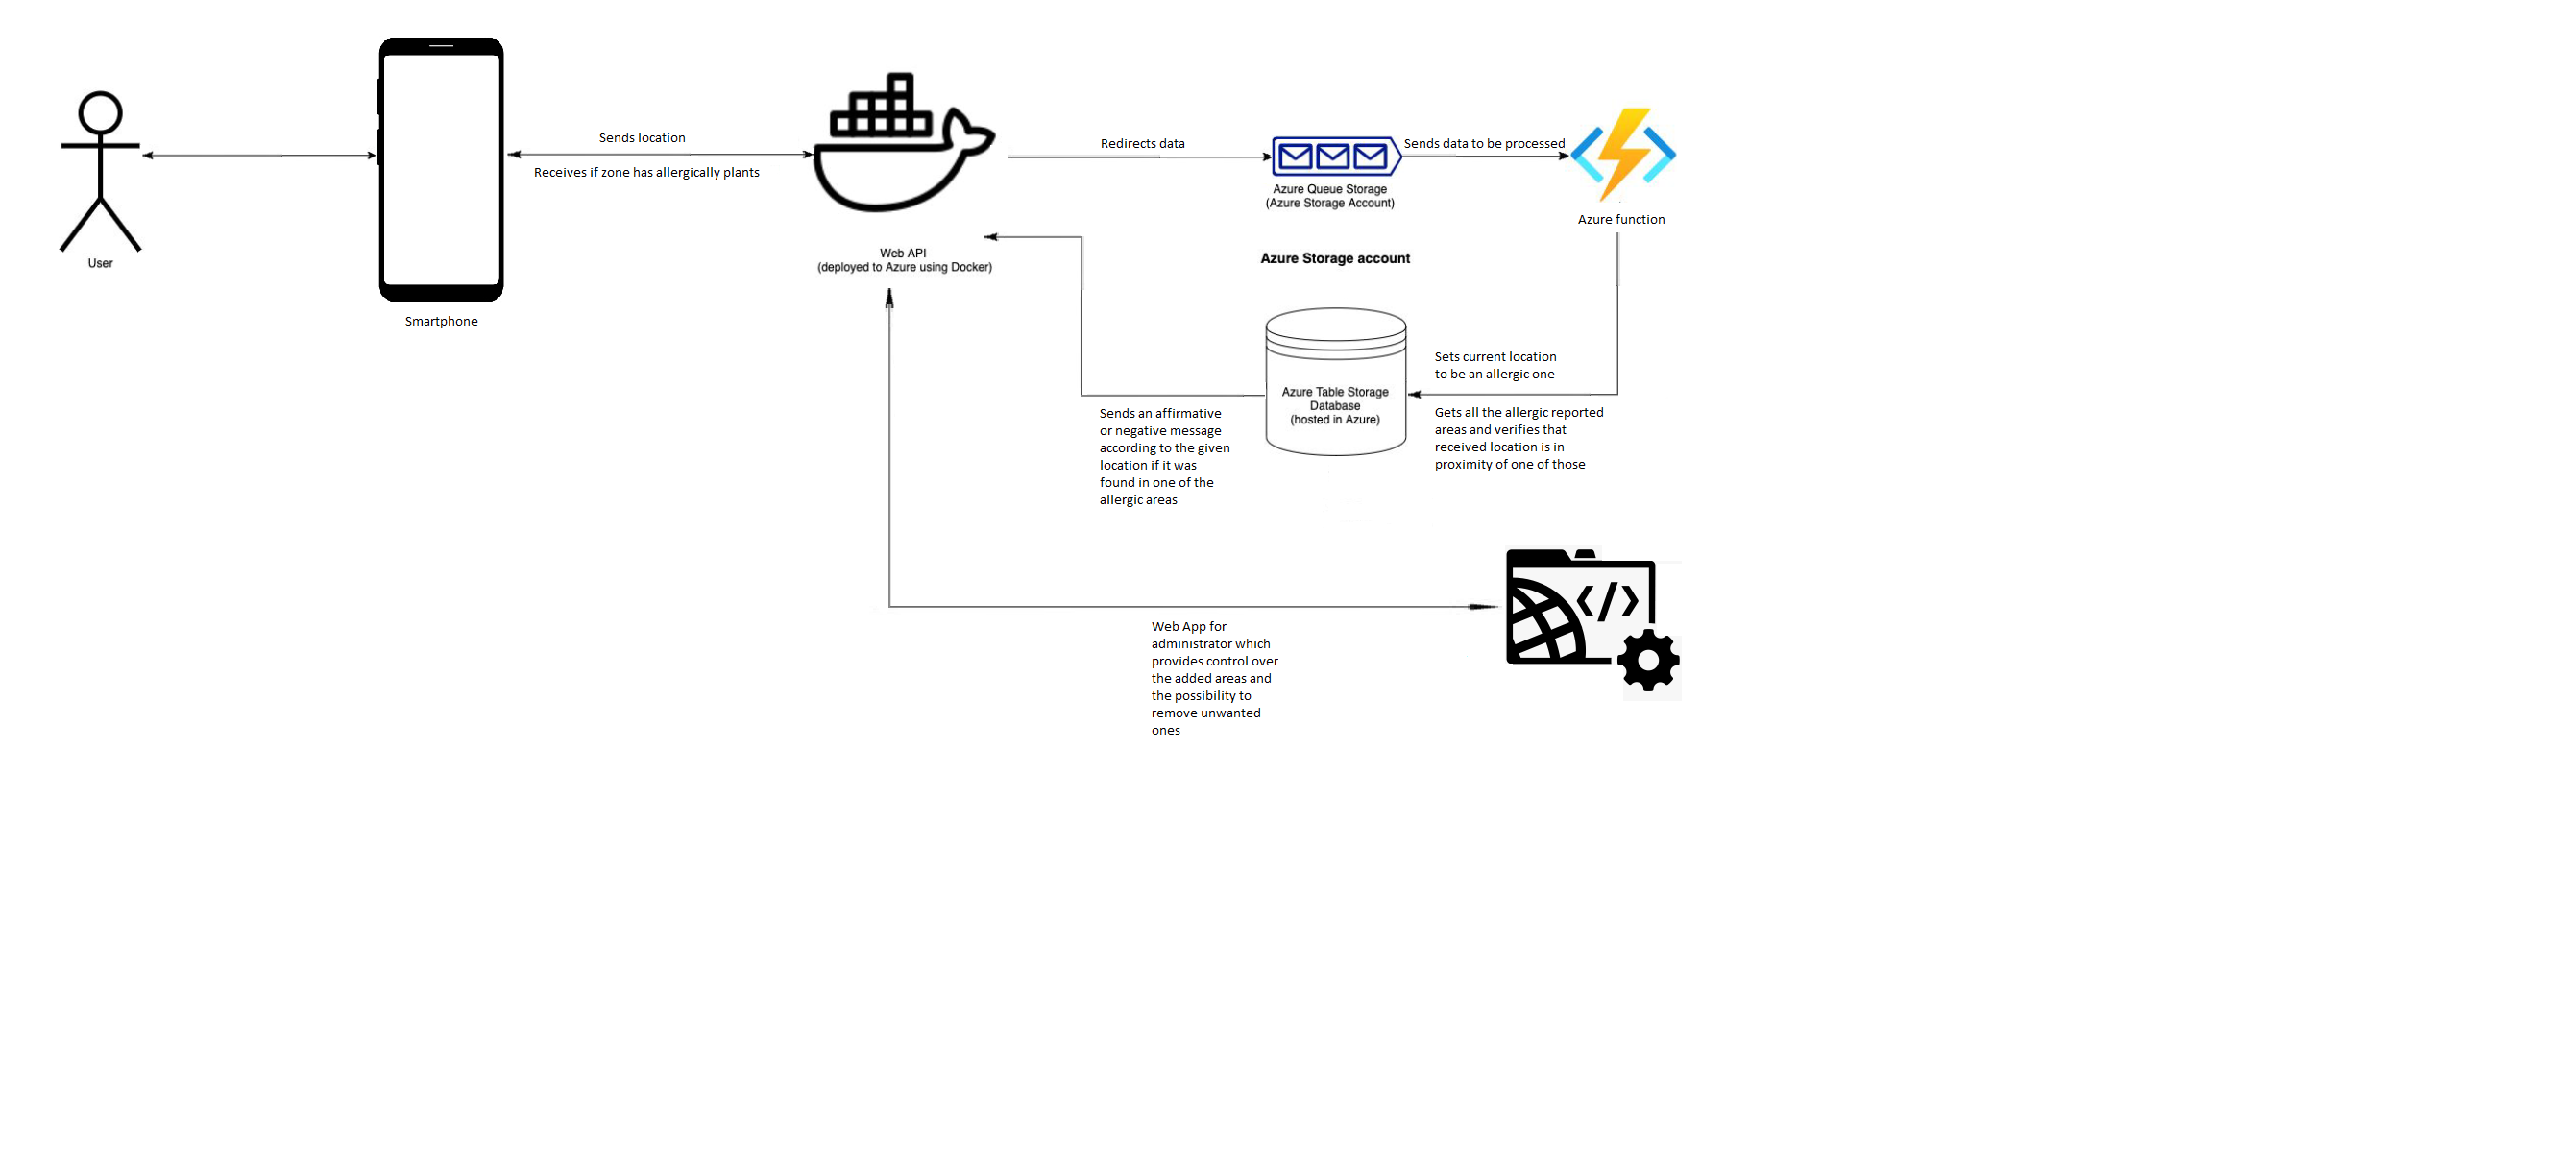 User
Smartphone
Sends location
Receives if zone has allergically plants
Web API
(deployed to Azure using Docker)
Redirects data
Azure Queue Storage
(Azure Storage Account)
Sends data to be processed
Azure function
Azure Storage account
Azure Table Storage
Database
(hosted in Azure)
Sets current location
to be an allergic one
Gets all the allergic reported
areas and verifies that
received location is in
proximity of one of those
Sends an affirmative
or negative message
according to the given
location if it was
found in one of the
allergic areas
Web App for
administrator which
provides control over
the added areas and
the possibility to
remove unwanted
ones